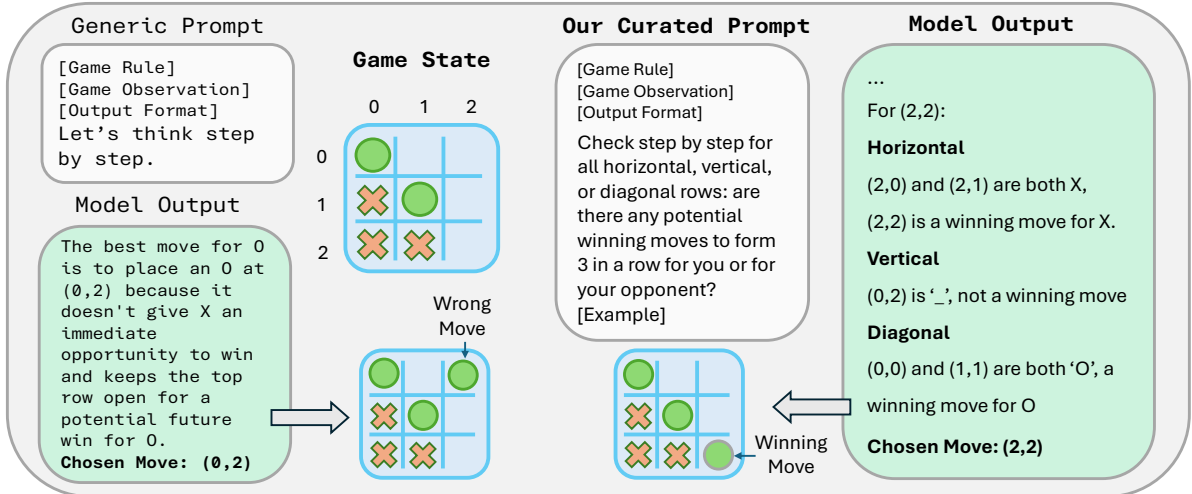 Generic Prompt
[Game Rule]
[Game Observation]
[Output Format]
Let's think step
by step.
Model Output
The best move for O
is to place an O at
(0,2) because it
doesn't give X an
immediate
opportunity to win
and keeps the top
row open for a
potential future
win for O.
Chosen Move: (0,2)
Game State
0 1 2
0
1
2
Wrong
Move
Our Curated Prompt
[Game Rule]
[Game Observation]
[Output Format]
Check step by step for
all horizontal, vertical,
or diagonal rows: are
there any potential
winning moves to form
3 in a row for you or for
your opponent?
[Example]
Winning
Move
Model Output
...
For (2,2):
Horizontal
(2,0) and (2,1) are both X,
(2,2) is a winning move for X.
Vertical
(0,2) is '_', not a winning move
Diagonal
(0,0) and (1,1) are both 'O', a
winning move for O
Chosen Move: (2,2)